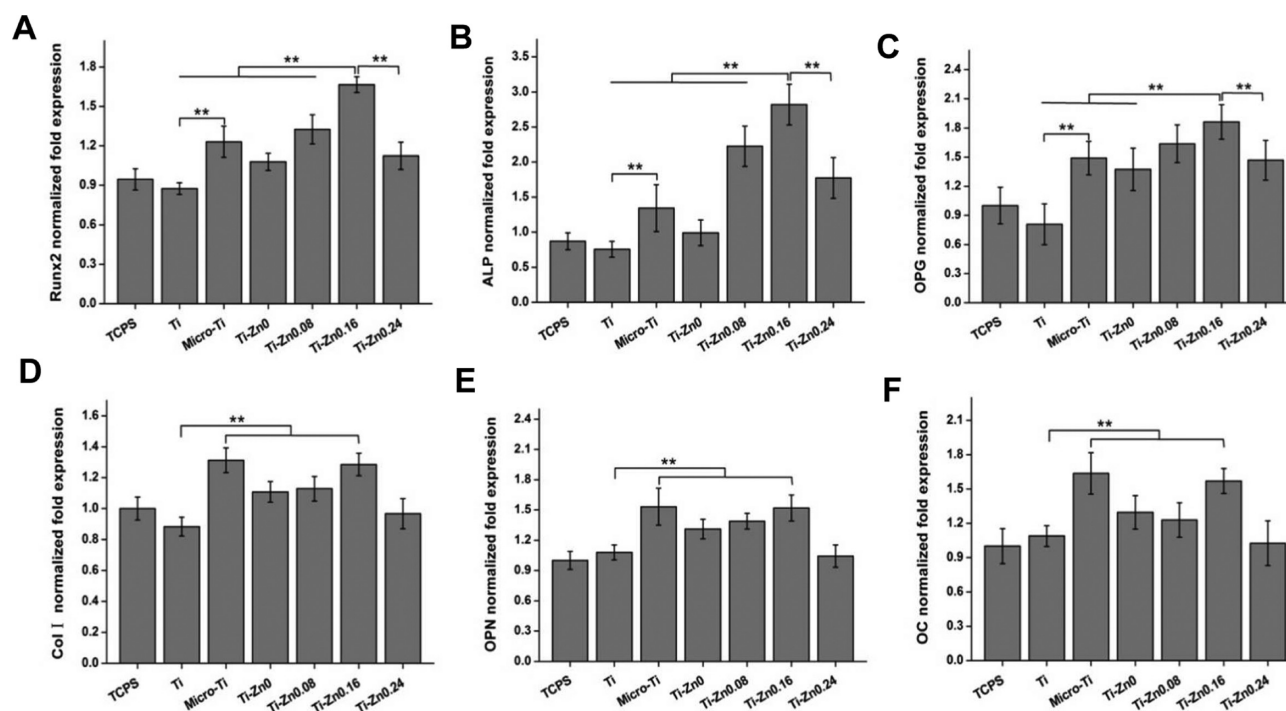 A
Runx2 normalized fold expression
1.8
1.5
1.2
0.9
0.6
0.3
0.0
**
**
**
TCPS
Ti
Micro-Ti
Ti-Zn0
Ti-Zn0.08
Ti-Zn0.16
Ti-Zn0.24
B
ALP normalized fold expression
3.5
3.0
2.5
2.0
1.5
1.0
0.5
0.0
**
**
**
TCPS
Ti
Micro-Ti
Ti-Zn0
Ti-Zn0.08
Ti-Zn0.16
Ti-Zn0.24
C
OPG normalized fold expression
2.4
2.1
1.8
1.5
1.2
0.9
0.6
0.3
0.0
**
**
**
TCPS
Ti
Micro-Ti
Ti-Zn0
Ti-Zn0.08
Ti-Zn0.16
Ti-Zn0.24
D
Col I normalized fold expression
1.6
1.4
1.2
1.0
0.8
0.6
0.4
0.2
0.0
**
TCPS
Ti
Micro-Ti
Ti-Zn0
Ti-Zn0.08
Ti-Zn0.16
Ti-Zn0.24
E
OPN normalized fold expression
2.4
2.1
1.8
1.5
1.2
0.9
0.6
0.3
0.0
**
TCPS
Ti
Micro-Ti
Ti-Zn0
Ti-Zn0.08
Ti-Zn0.16
Ti-Zn0.24
F
OC normalized fold expression
2.1
1.8
1.5
1.2
0.9
0.6
0.3
0.0
**
TCPS
Ti
Micro-Ti
Ti-Zn0
Ti-Zn0.08
Ti-Zn0.16
Ti-Zn0.24